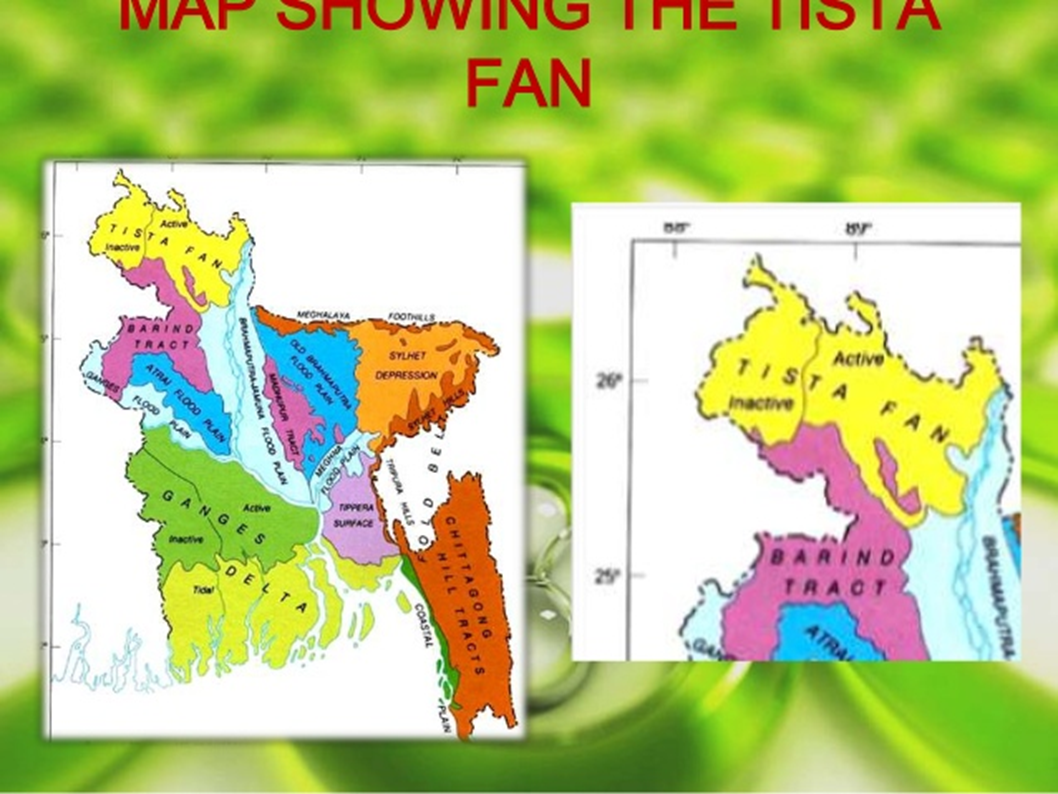 MAP SHOWING THE TISTA
FAN
Active
TISTA FAN
Inactive
MEGHALAYA FOOTHILLS
BARIND
TRACT
BRAHMAPUTRA-JAMUNA FLOOD PLAIN
OLD BRAHMAPUTRA
FLOOD PLAIN
SYLHET
DEPRESSION
GANGES
FLOOD
PLAIN
ATRAI FLOOD PLAIN
MADHUPUR TRACT
SYLHET HILLS
MEGHNA
FLOOD PLAIN
TRIPURA HILLS
FOLD BELT
GANGES
Active
Inactive
TIPPERA
SURFACE
CHITTAGONG
HILL TRACTS
DELTA
Tidal
COASTAL
PLAIN
88° 89°
26°
Active
TISTA FAN
Inactive
25°
BARIND
TRACT
BRAHMAPUTRA
ATRAI